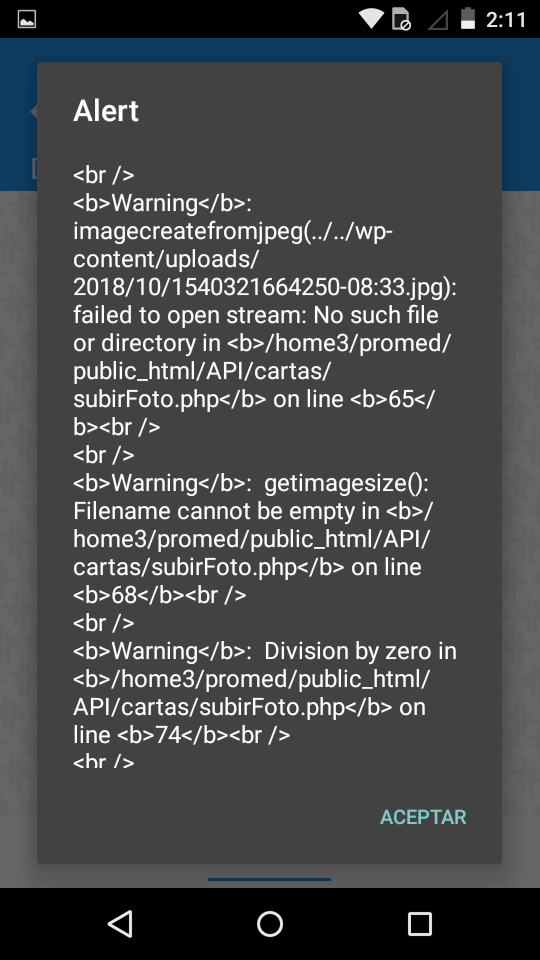 2:11
Alert
<br />
<b>Warning</b>:
imagecreatefromjpeg(../../wp-
content/uploads/
2018/10/1540321664250-08:33.jpg):
failed to open stream: No such file
or directory in <b>/home3/promed/
public_html/API/cartas/
subirFoto.php</b> on line <b>65</
b><br />
<br />
<b>Warning</b>:  getimagesize():
Filename cannot be empty in <b>/
home3/promed/public_html/API/
cartas/subirFoto.php</b> on line
<b>68</b><br />
<br />
<b>Warning</b>:  Division by zero in
<b>/home3/promed/public_html/
API/cartas/subirFoto.php</b> on
line <b>74</b><br />
<br />
ACEPTAR